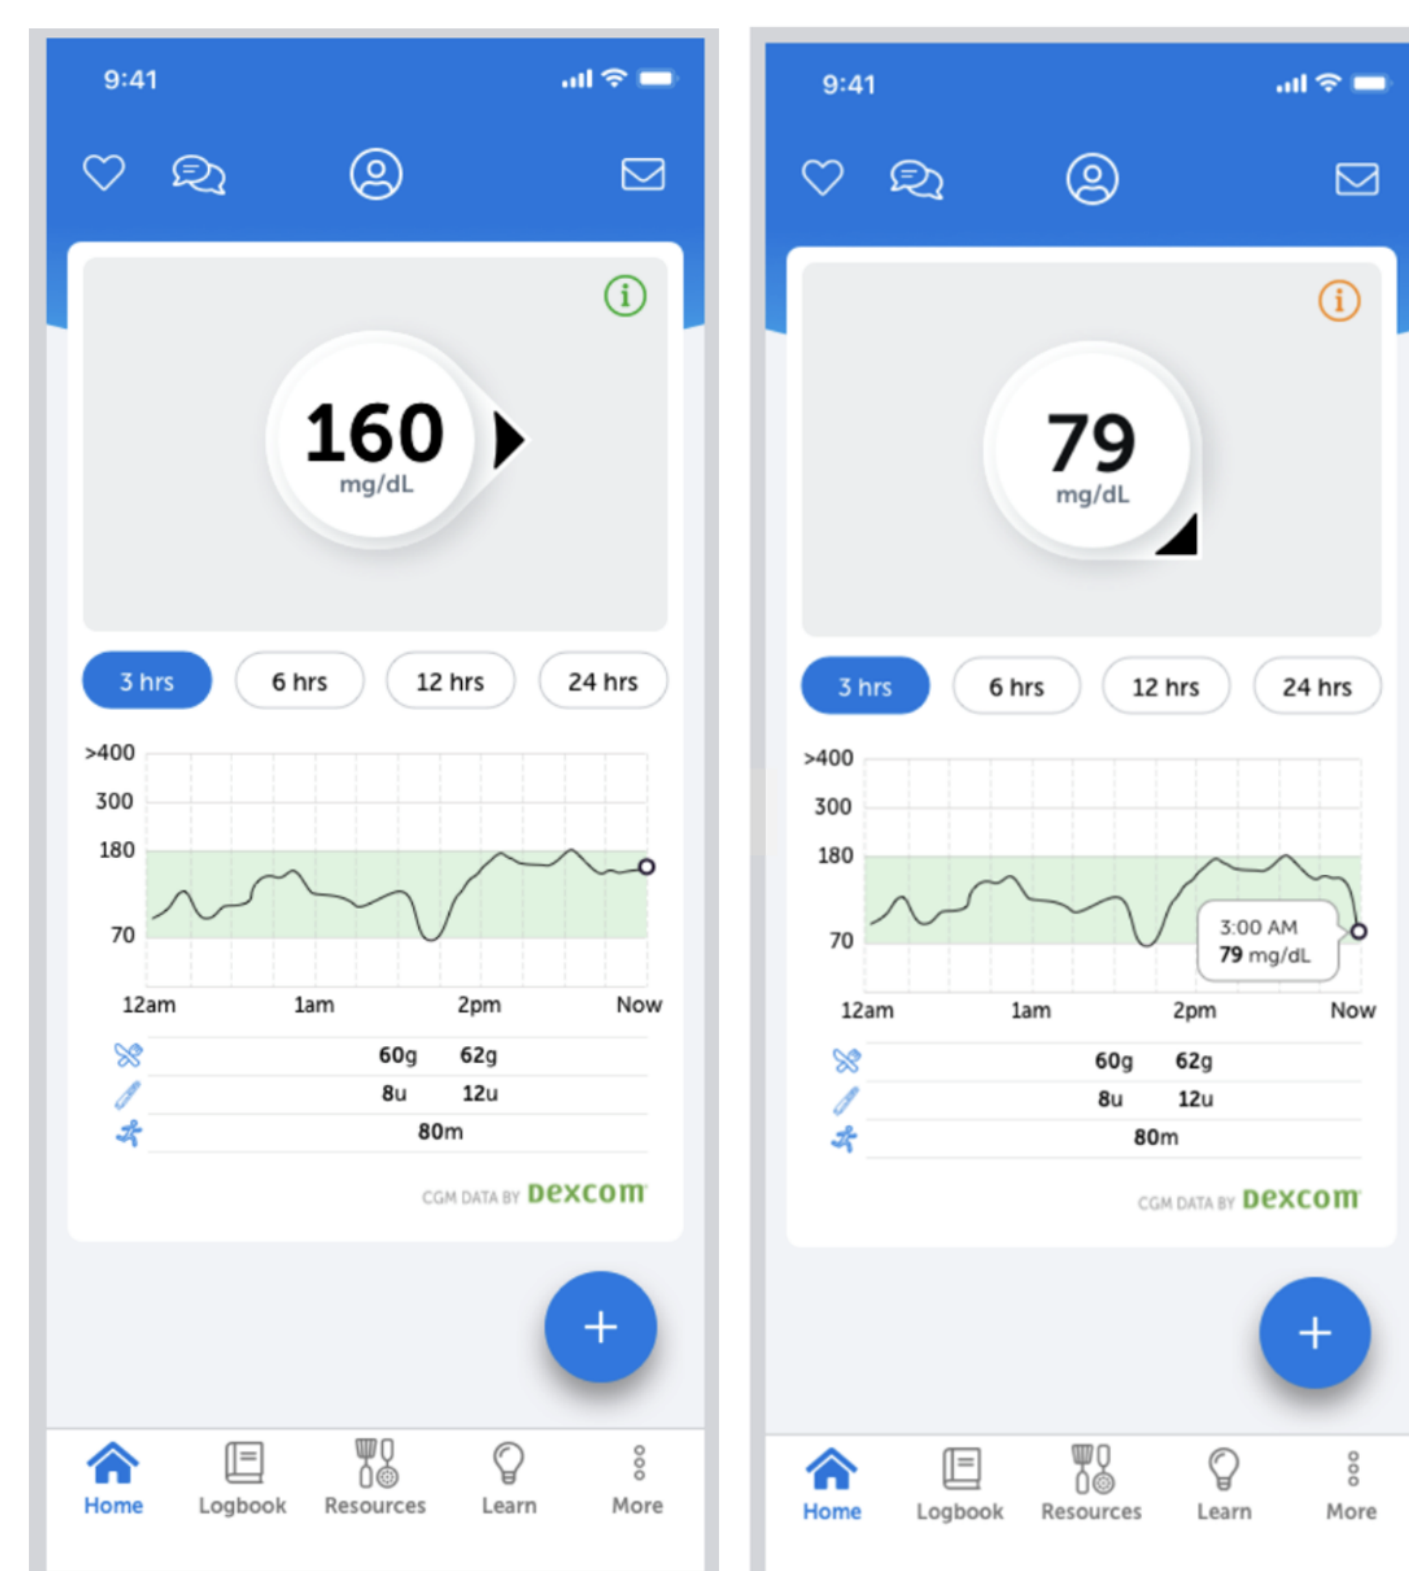 9:41
160
mg/dL
3 hrs 6 hrs 12 hrs 24 hrs
>400
300
180
70
12am 1am 2pm Now
60g 62g
8u 12u
80m
CGM DATA BY Dexcom
Home Logbook Resources Learn More
9:41
79
mg/dL
3 hrs 6 hrs 12 hrs 24 hrs
>400
300
180
70
3:00 AM
79 mg/dL
12am 1am 2pm Now
60g 62g
8u 12u
80m
CGM DATA BY Dexcom
Home Logbook Resources Learn More